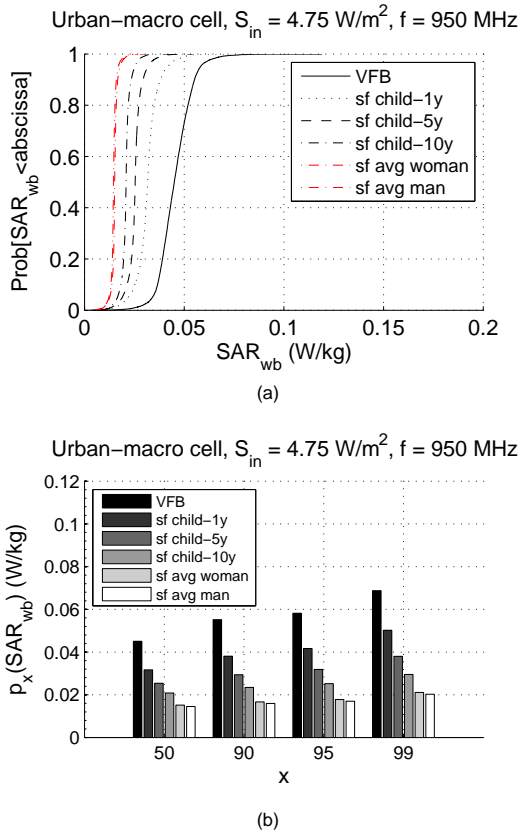 Urban−macro cell, S_in = 4.75 W/m², f = 950 MHz
Prob[SAR_wb<abscissa]
1
0.8
0.6
0.4
0.2
0
VFB
sf child−1y
sf child−5y
sf child−10y
sf avg woman
sf avg man
0 0.05 0.1 0.15 0.2
SAR_wb (W/kg)
(a)
Urban−macro cell, S_in = 4.75 W/m², f = 950 MHz
p_x(SAR_wb) (W/kg)
0.12
0.1
0.08
0.06
0.04
0.02
0
VFB
sf child−1y
sf child−5y
sf child−10y
sf avg woman
sf avg man
50 90 95 99
x
(b)